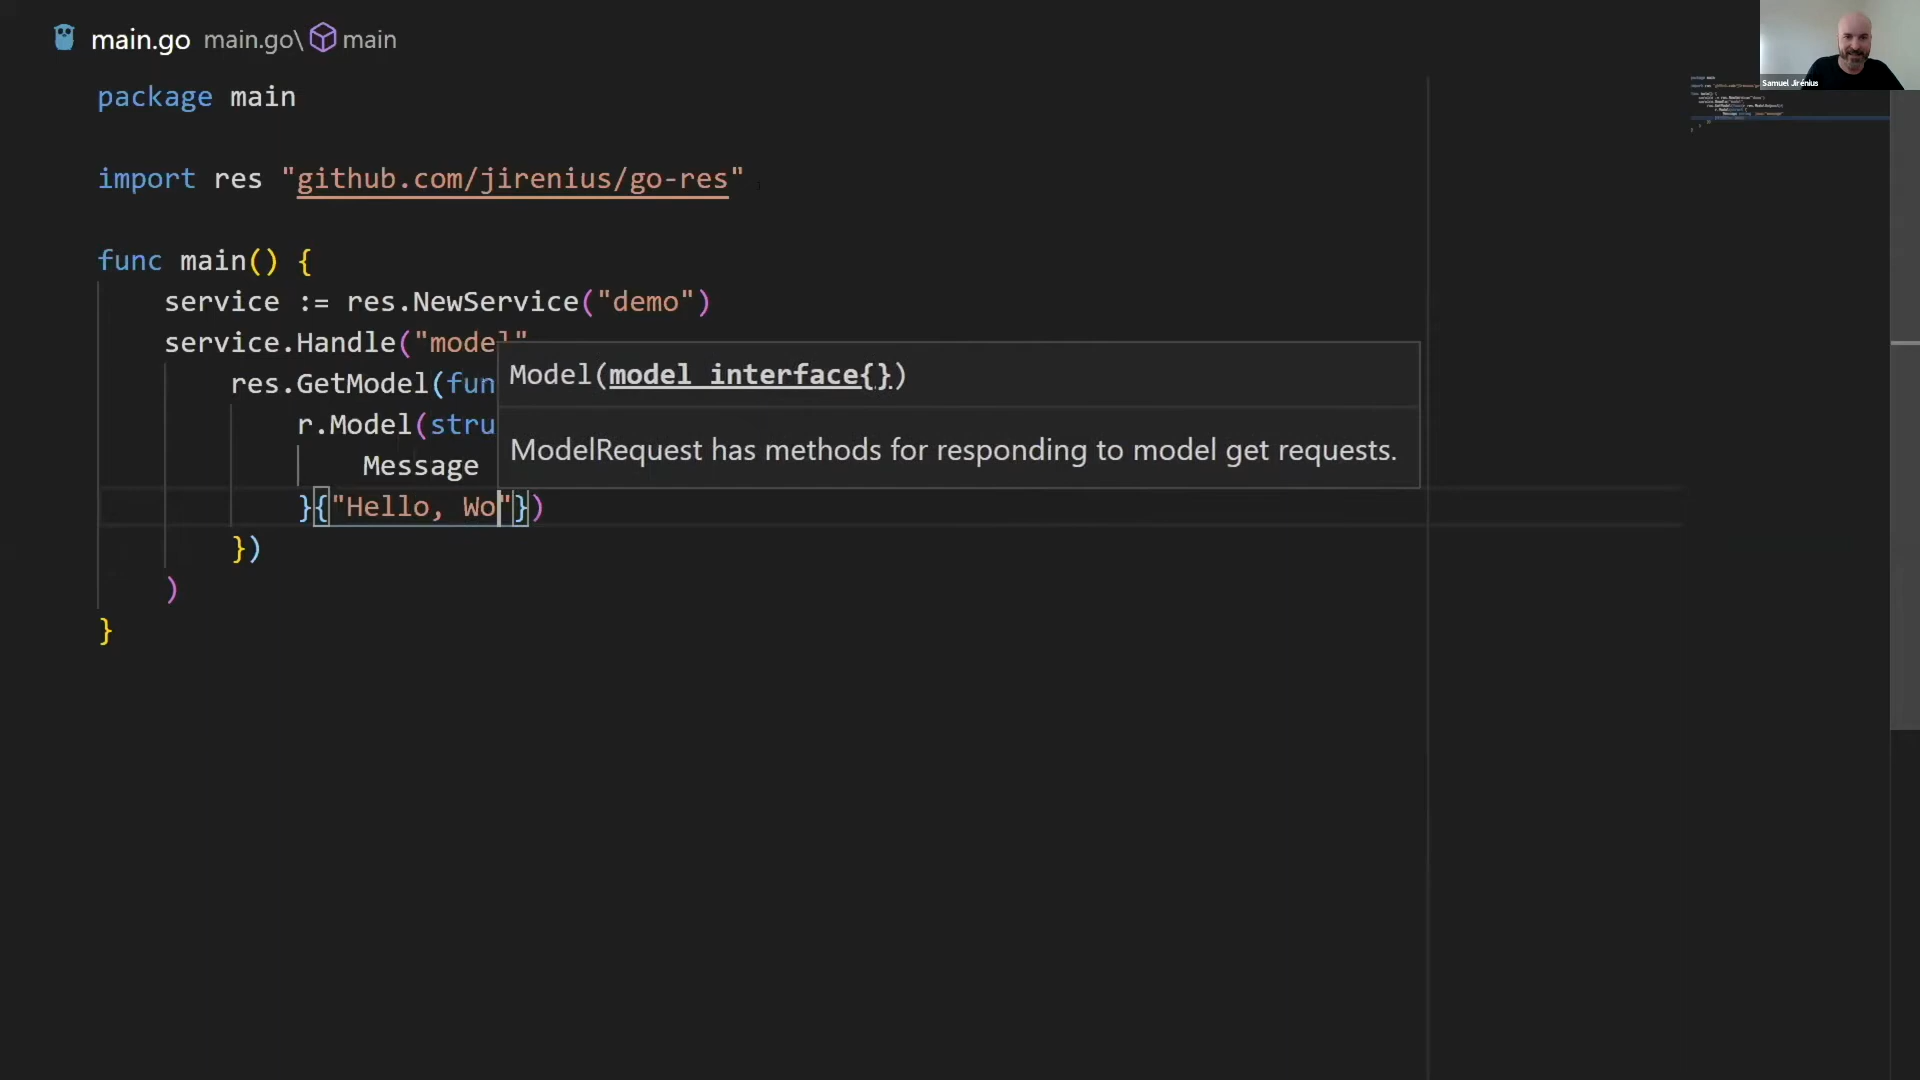 main.go main.go\ main
Samuel Jirénius
package main
import res "github.com/jirenius/go-res"
func main() {
service := res.NewService("demo")
service.Handle("model"
Model(model interface{})
res.GetModel(fun
r.Model(stru
ModelRequest has methods for responding to model get requests.
Message
}{"Hello, Wo"})
})
)
}